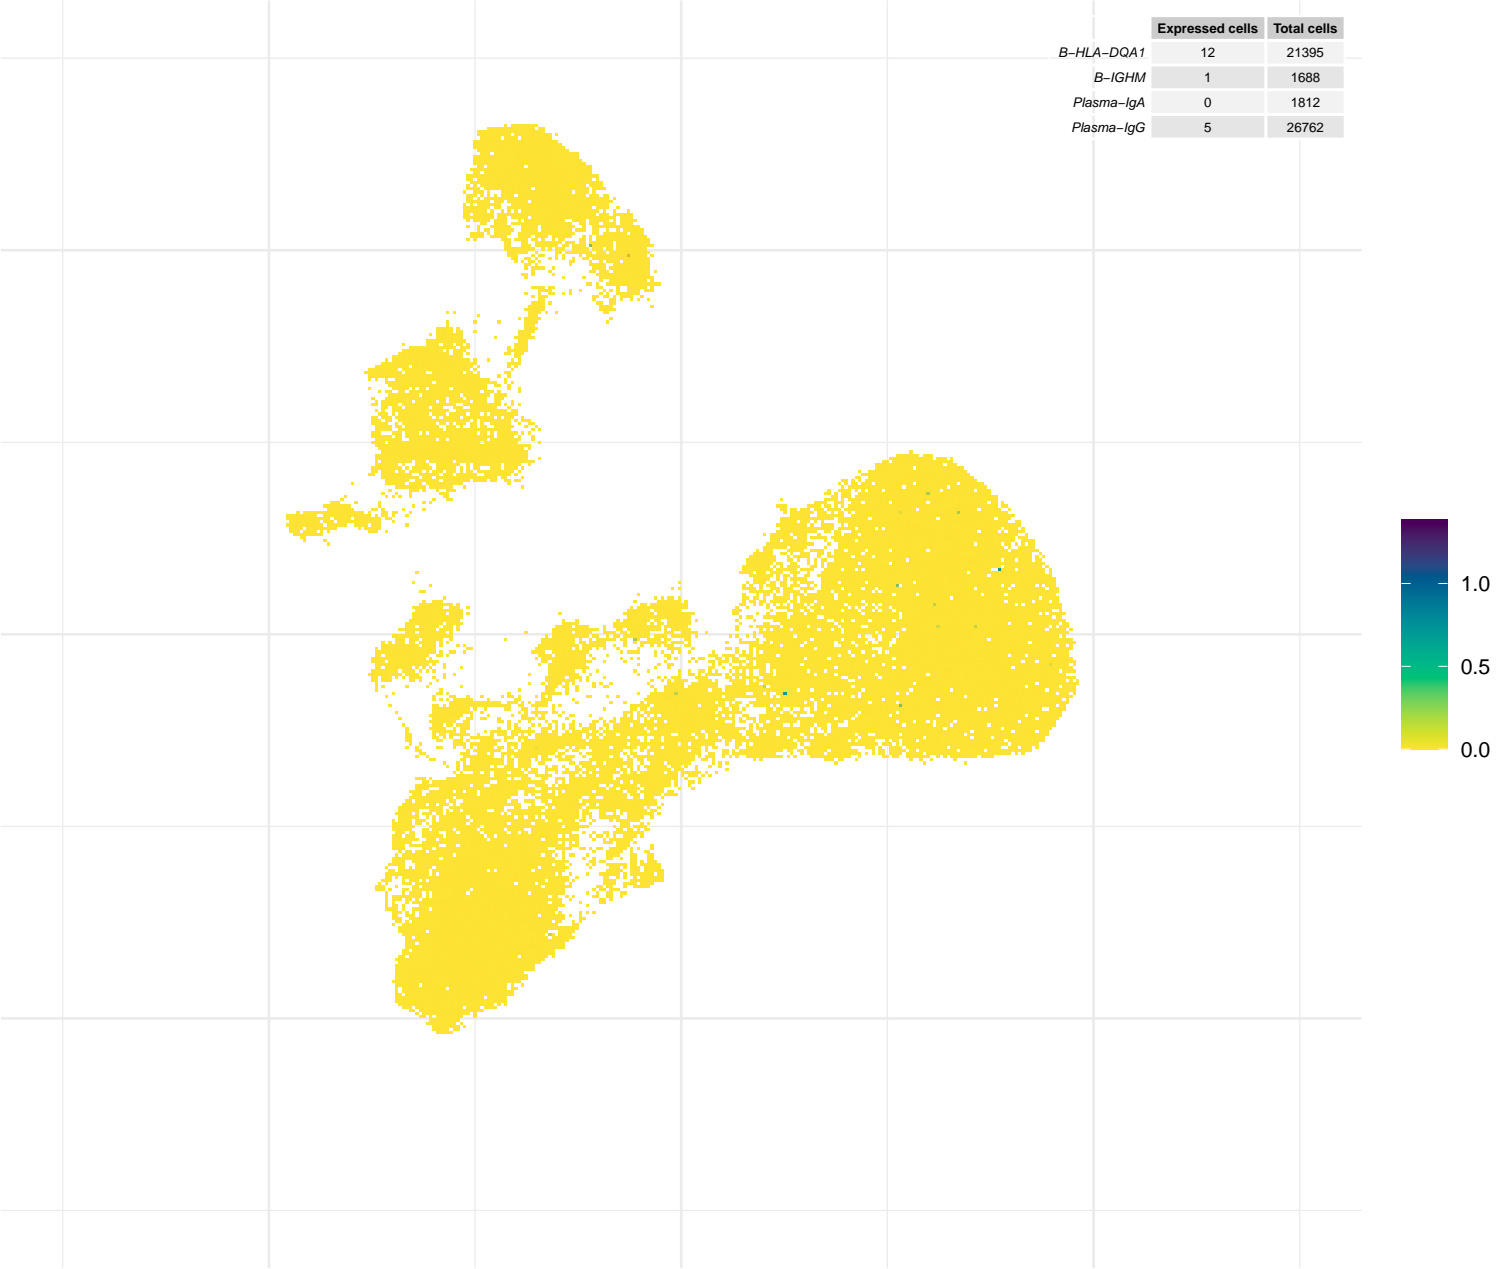 Expressed cells Total cells
B−HLA−DQA1 12 21395
B−IGHM 1 1688
Plasma−IgA 0 1812
Plasma−IgG 5 26762
1.0
0.5
0.0